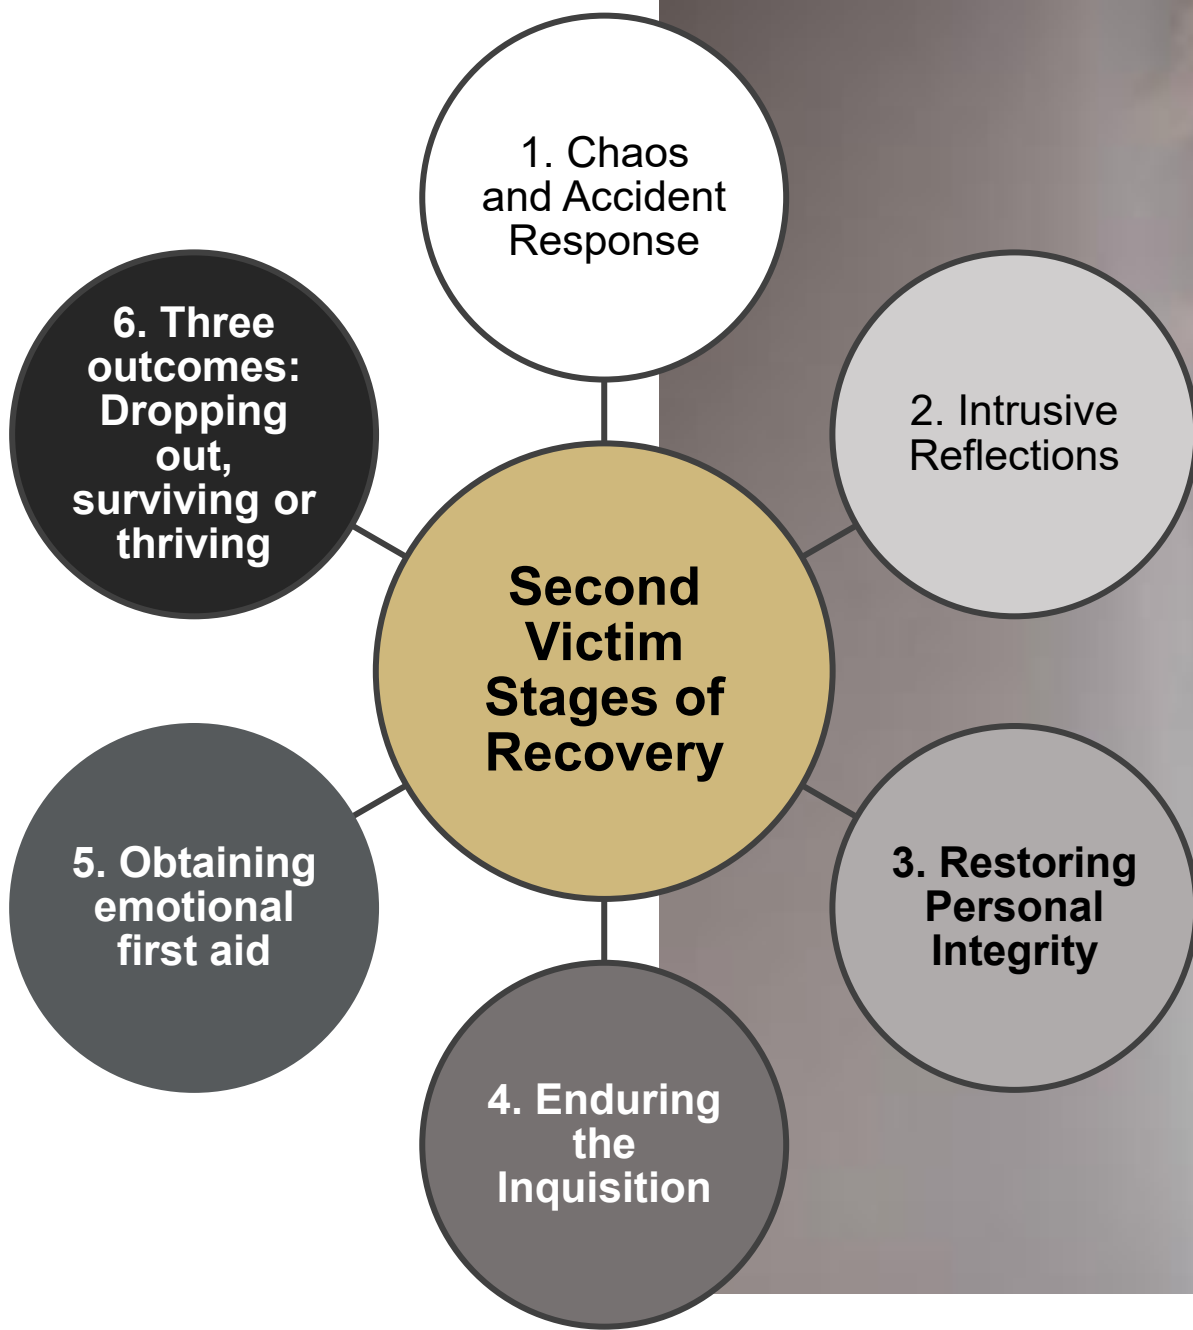 Second
Victim
Stages of
Recovery
1. Chaos
and Accident
Response
2. Intrusive
Reflections
3. Restoring
Personal
Integrity
4. Enduring
the
Inquisition
5. Obtaining
emotional
first aid
6. Three
outcomes:
Dropping
out,
surviving or
thriving